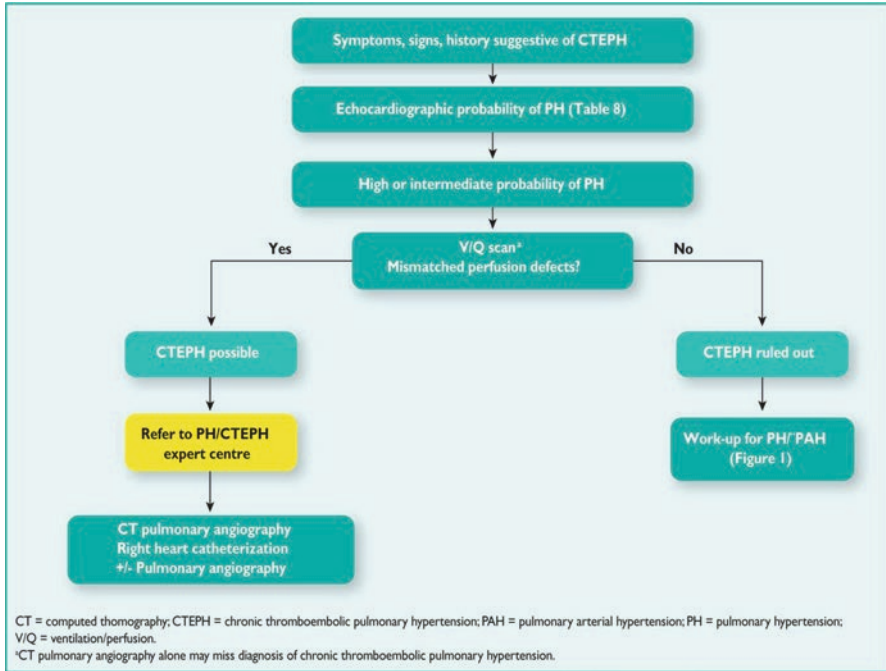 Symptoms, signs, history suggestive of CTEPH
Echocardiographic probability of PH (Table 8)
High or intermediate probability of PH
Yes
V/Q scanª
Mismatched perfusion defects?
No
CTEPH possible
CTEPH ruled out
Refer to PH/CTEPH
expert centre
Work-up for PH/¨PAH
(Figure 1)
CT pulmonary angiography
Right heart catheterization
+/- Pulmonary angiography
CT = computed thomography; CTEPH = chronic thromboembolic pulmonary hypertension; PAH = pulmonary arterial hypertension; PH = pulmonary hypertension;
V/Q = ventilation/perfusion.
ªCT pulmonary angiography alone may miss diagnosis of chronic thromboembolic pulmonary hypertension.